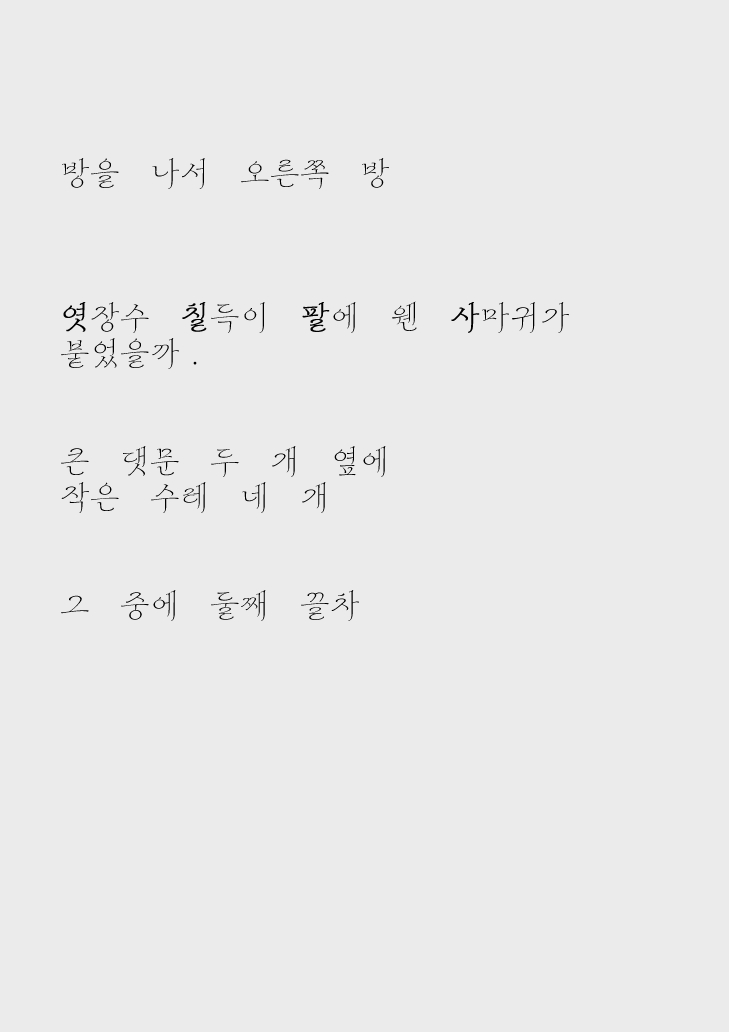 방을 나서 오른쪽 방
엿장수 칠득이 팔에 웬 사마귀가
붙었을까 .
큰 댓문 두 개 옆에
작은 수레 네 개
그 중에 둘째 끌차